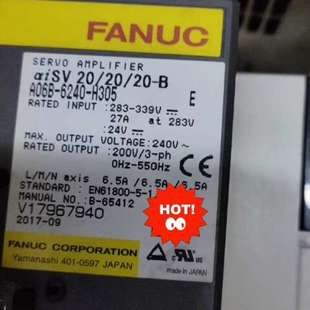 FANUC
SERVO AMPLIFIER
αiSV 20/20/20-B
A06B-6240-H305 E
RATED INPUT :283-339V
27A at 283V
:24V
MAX. OUTPUT VOLTAGE:240V~
RATED OUTPUT :200V/3-ph
0Hz-550Hz
L/M/N axis 6.5A /6.5A /6.5A
STANDARD : EN61800-5-1
MANUAL NO.:B-65412
V17967940
2017-09
HOT!
FANUC CORPORATION
Yamanashi 401-0597 JAPAN
Made in JAPAN